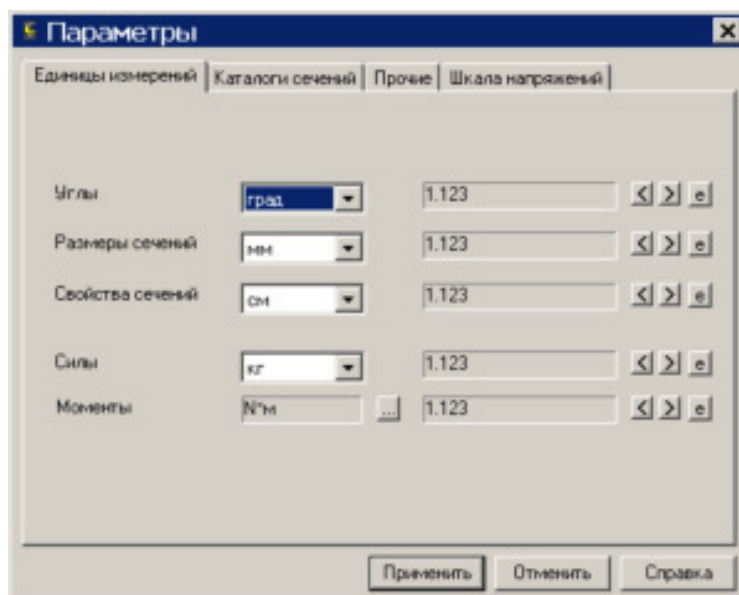 Параметры
Единицы измерений Каталоги сечений Прочие Шкала напряжений
Углы град 1.123 < > e
Размеры сечений мм 1.123 < > e
Свойства сечений см 1.123 < > e
Силы кг 1.123 < > e
Моменты N*м ... 1.123 < > e
Применить Отменить Справка